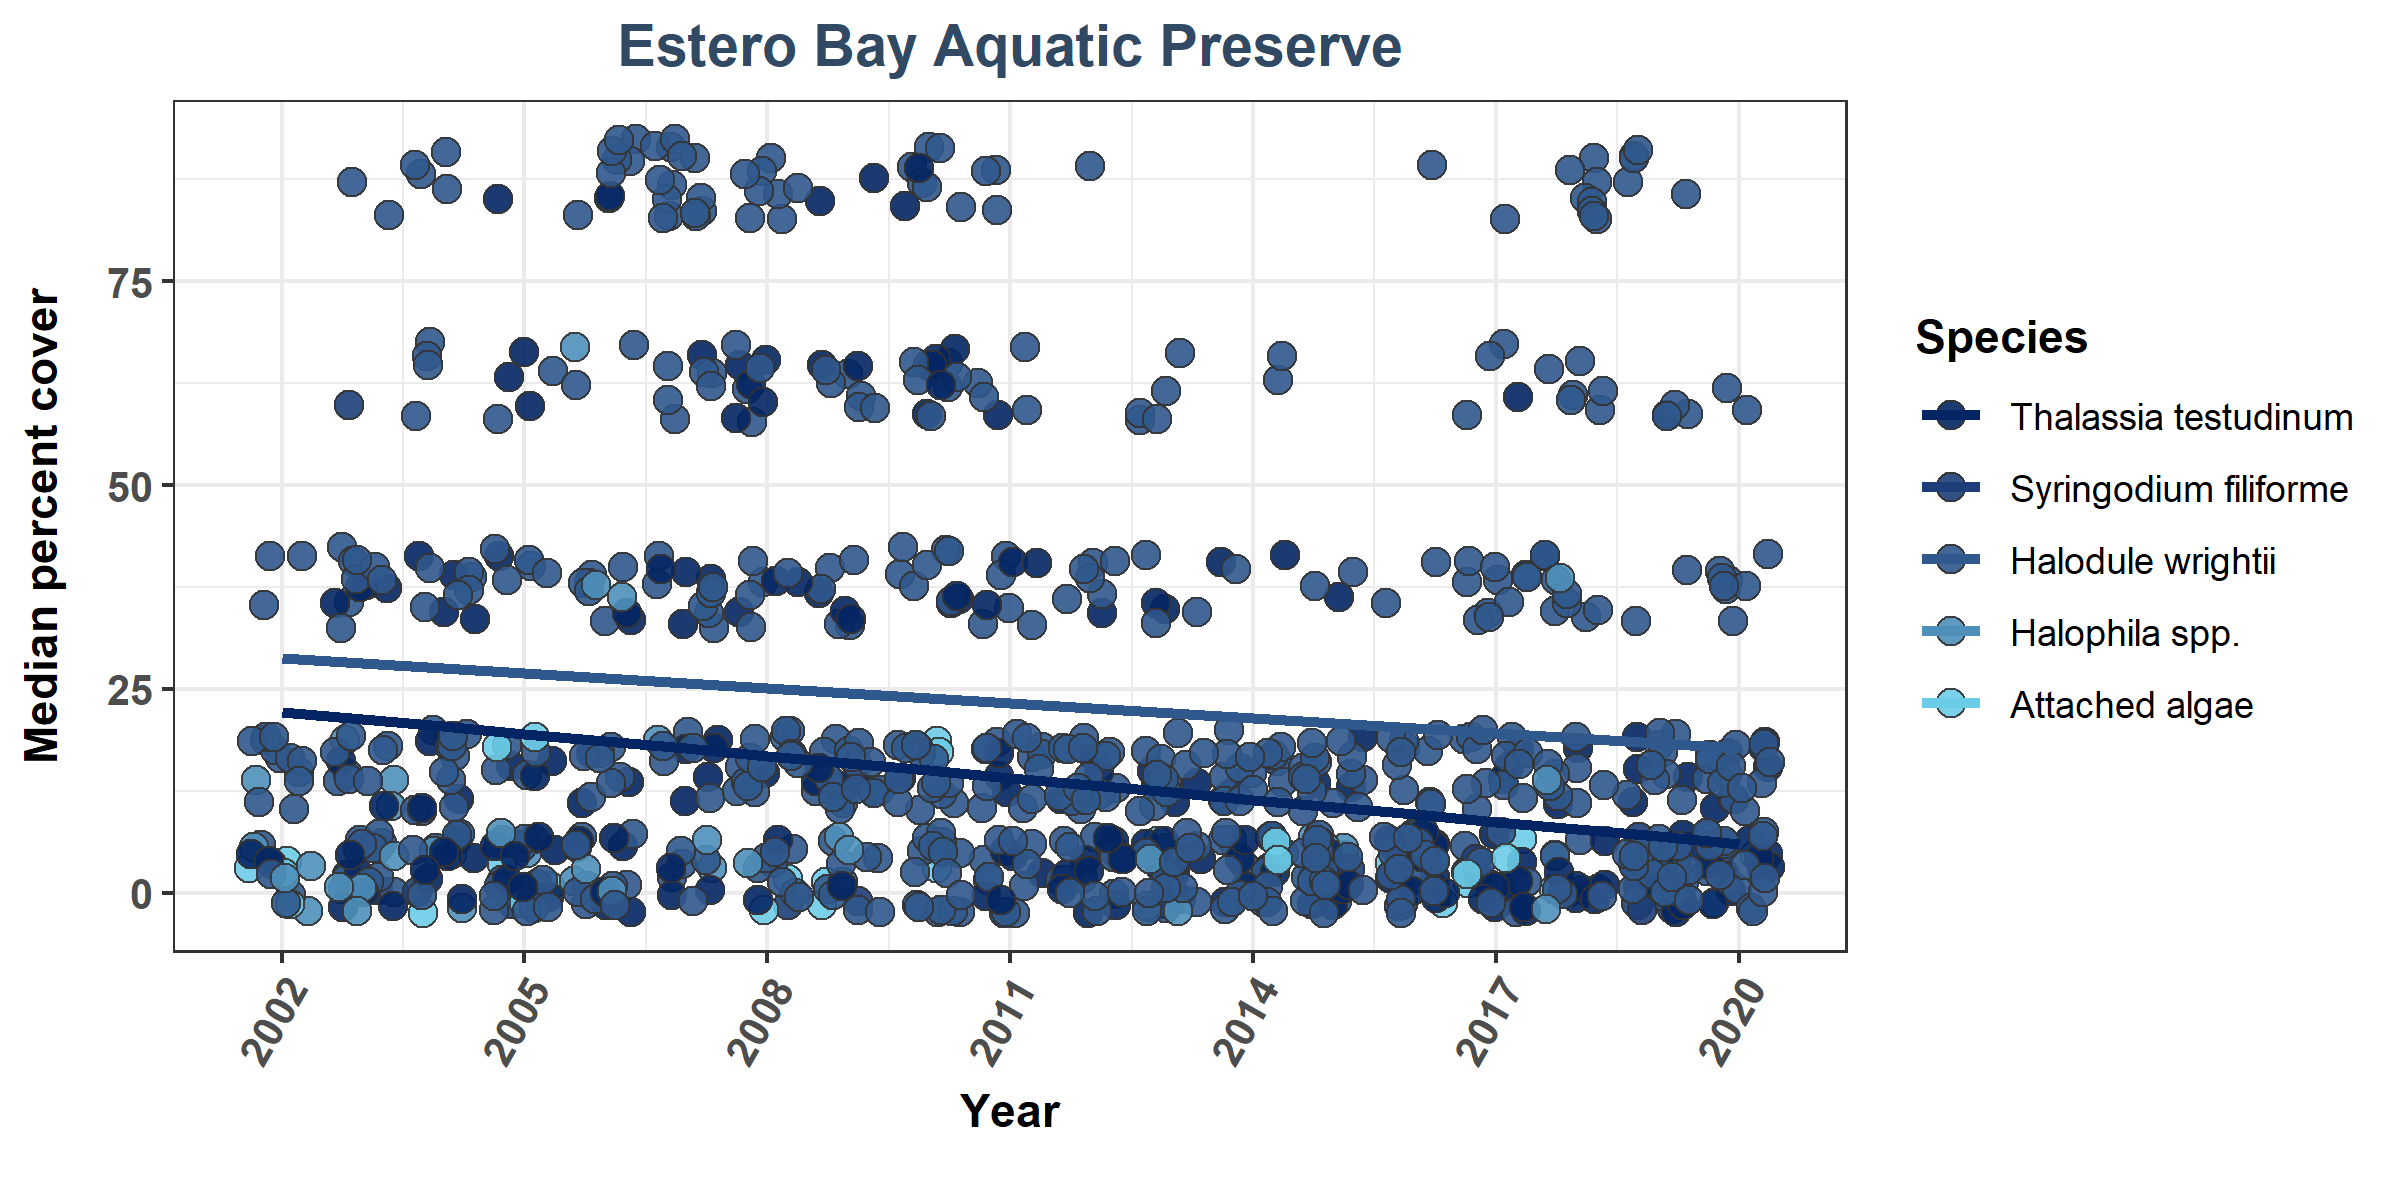 Estero Bay Aquatic Preserve
Median percent cover
75
50
25
0
2002
2005
2008
2011
2014
2017
2020
Year
Species
Thalassia testudinum
Syringodium filiforme
Halodule wrightii
Halophila spp.
Attached algae